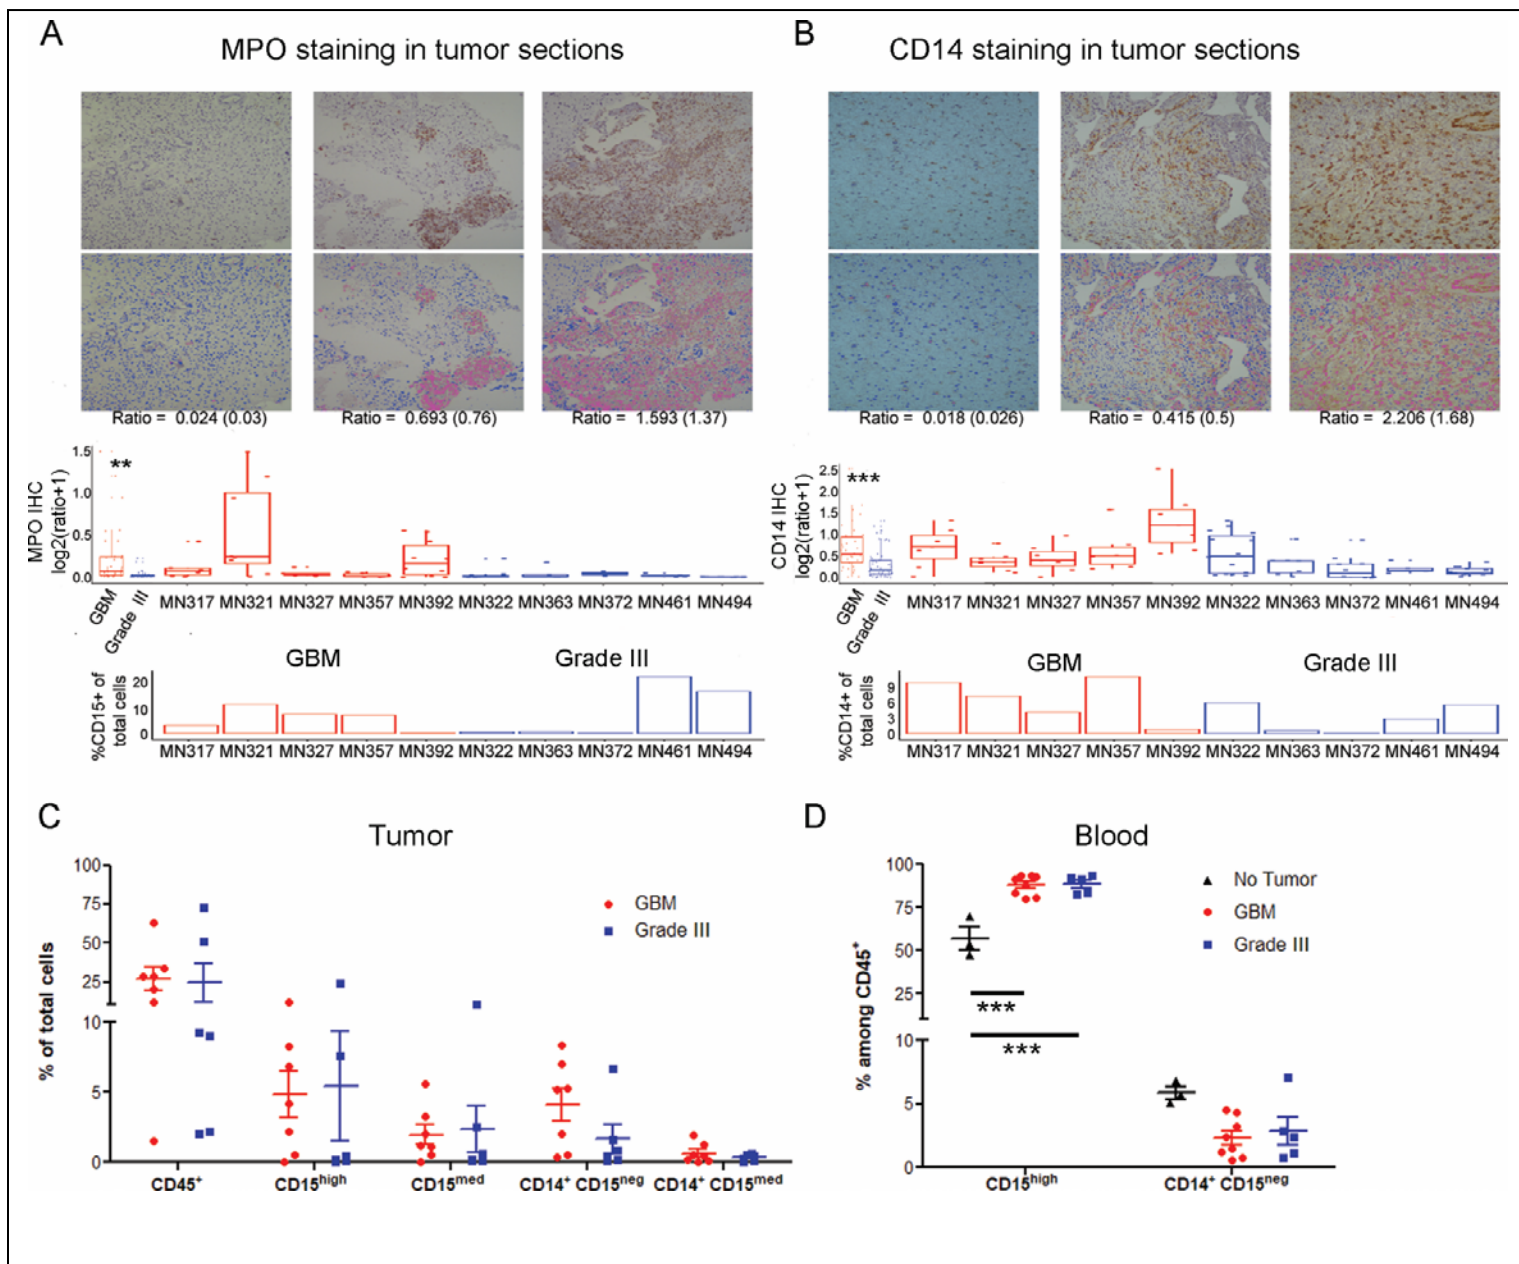 A
MPO staining in tumor sections
Ratio = 0.024 (0.03)
Ratio = 0.693 (0.76)
Ratio = 1.593 (1.37)
MPO IHC
log2(ratio+1)
1.5
1.0
0.5
0.0
**
GBM
Grade III
MN317 MN321 MN327 MN357 MN392 MN322 MN363 MN372 MN461 MN494
GBM
Grade III
%CD15+ of
total cells
20
10
0
MN317 MN321 MN327 MN357 MN392 MN322 MN363 MN372 MN461 MN494
B
CD14 staining in tumor sections
Ratio = 0.018 (0.026)
Ratio = 0.415 (0.5)
Ratio = 2.206 (1.68)
CD14 IHC
log2(ratio+1)
2.5
2.0
1.5
1.0
0.5
0.0
***
GBM
Grade III
MN317 MN321 MN327 MN357 MN392 MN322 MN363 MN372 MN461 MN494
GBM
Grade III
%CD14+ of
total cells
9
6
3
0
MN317 MN321 MN327 MN357 MN392 MN322 MN363 MN372 MN461 MN494
C
Tumor
% of total cells
100
75
50
25
10
5
0
GBM
Grade III
CD45⁺ CD15ʰⁱᵍʰ CD15ᵐᵉᵈ CD14⁺ CD15ⁿᵉᵍ CD14⁺ CD15ᵐᵉᵈ
D
Blood
% among CD45⁺
100
75
50
25
10
5
0
***
***
No Tumor
GBM
Grade III
CD15ʰⁱᵍʰ CD14⁺ CD15ⁿᵉᵍ